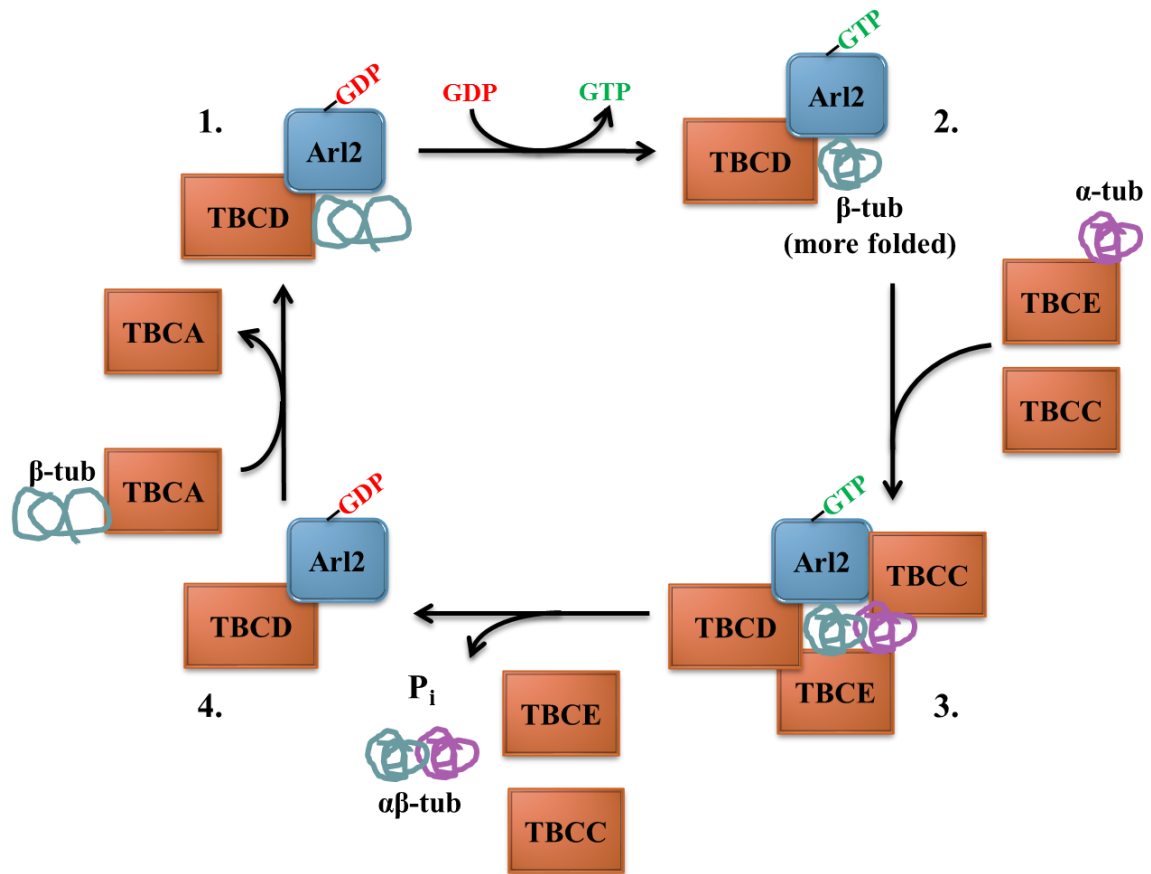 GDP
1.
Arl2
TBCD
GDP
GTP
GTP
Arl2
2.
TBCD
β-tub
(more folded)
α-tub
TBCE
TBCC
TBCA
β-tub
TBCA
GDP
Arl2
TBCD
4.
GTP
Arl2
TBCC
TBCD
TBCE
3.
Pi
TBCE
αβ-tub
TBCC